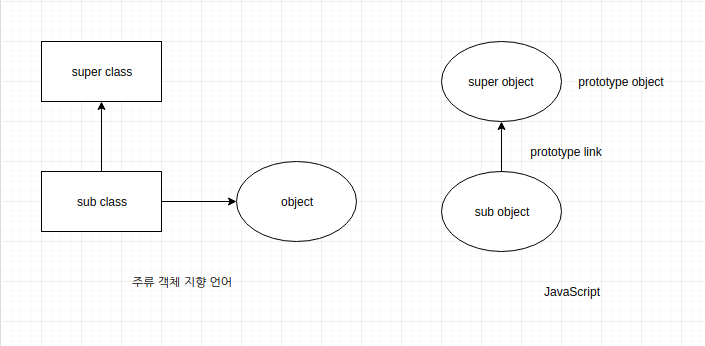 super class
sub class
object
주류 객체 지향 언어
super object
prototype object
prototype link
sub object
JavaScript